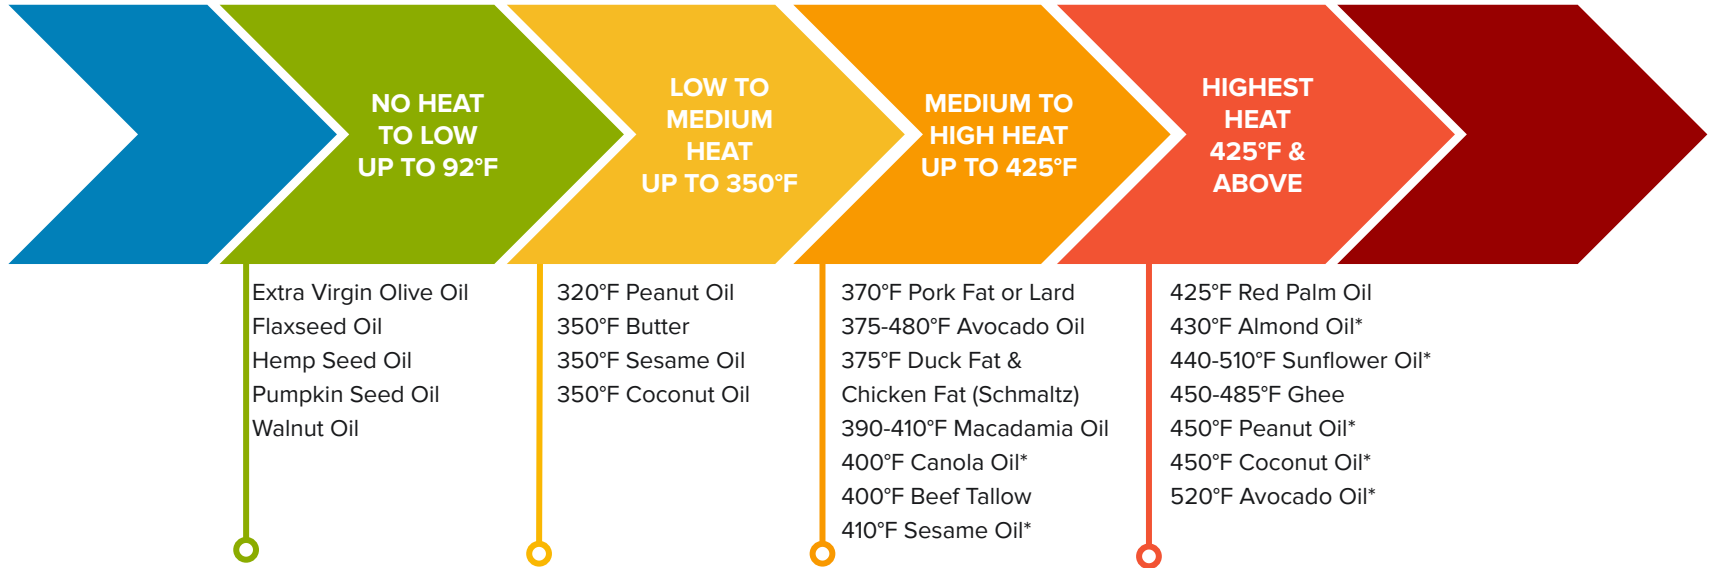 NO HEAT
TO LOW
UP TO 92°F
LOW TO
MEDIUM
HEAT
UP TO 350°F
MEDIUM TO
HIGH HEAT
UP TO 425°F
HIGHEST
HEAT
425°F &
ABOVE
Extra Virgin Olive Oil
Flaxseed Oil
Hemp Seed Oil
Pumpkin Seed Oil
Walnut Oil
320°F Peanut Oil
350°F Butter
350°F Sesame Oil
350°F Coconut Oil
370°F Pork Fat or Lard
375-480°F Avocado Oil
375°F Duck Fat &
Chicken Fat (Schmaltz)
390-410°F Macadamia Oil
400°F Canola Oil*
400°F Beef Tallow
410°F Sesame Oil*
425°F Red Palm Oil
430°F Almond Oil*
440-510°F Sunflower Oil*
450-485°F Ghee
450°F Peanut Oil*
450°F Coconut Oil*
520°F Avocado Oil*